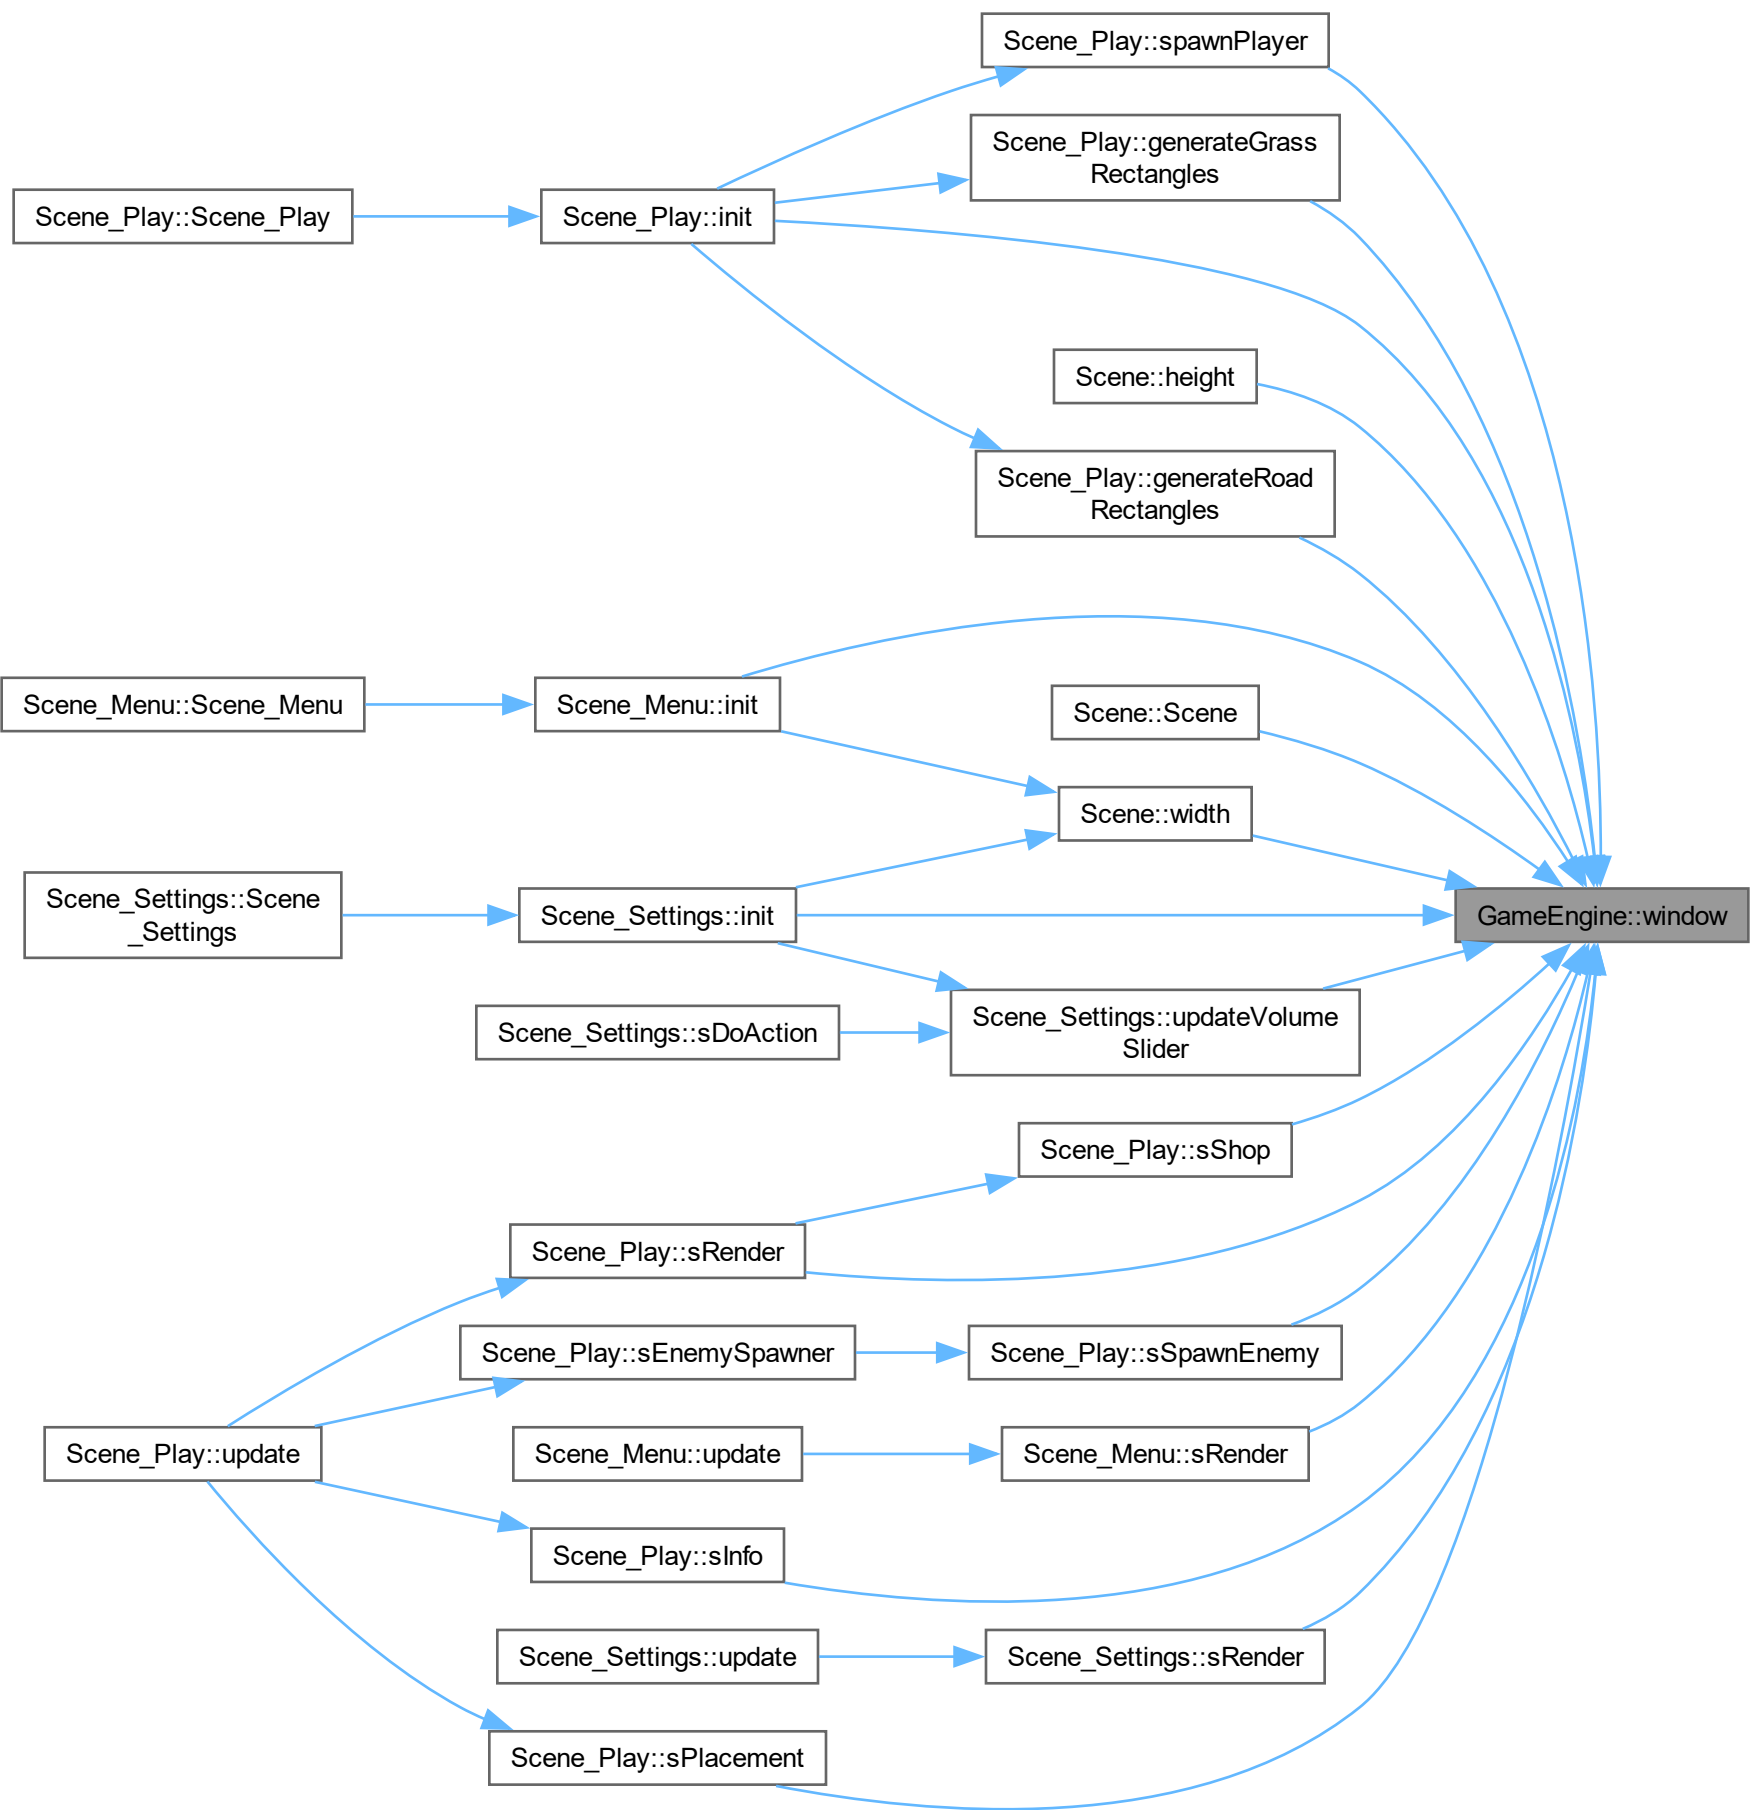 Scene_Play::spawnPlayer
Scene_Play::generateGrass
Rectangles
Scene_Play::Scene_Play
Scene_Play::init
Scene::height
Scene_Play::generateRoad
Rectangles
Scene_Menu::Scene_Menu
Scene_Menu::init
Scene::Scene
Scene::width
Scene_Settings::Scene
_Settings
Scene_Settings::init
GameEngine::window
Scene_Settings::sDoAction
Scene_Settings::updateVolume
Slider
Scene_Play::sShop
Scene_Play::sRender
Scene_Play::sEnemySpawner
Scene_Play::sSpawnEnemy
Scene_Play::update
Scene_Menu::update
Scene_Menu::sRender
Scene_Play::sInfo
Scene_Settings::update
Scene_Settings::sRender
Scene_Play::sPlacement